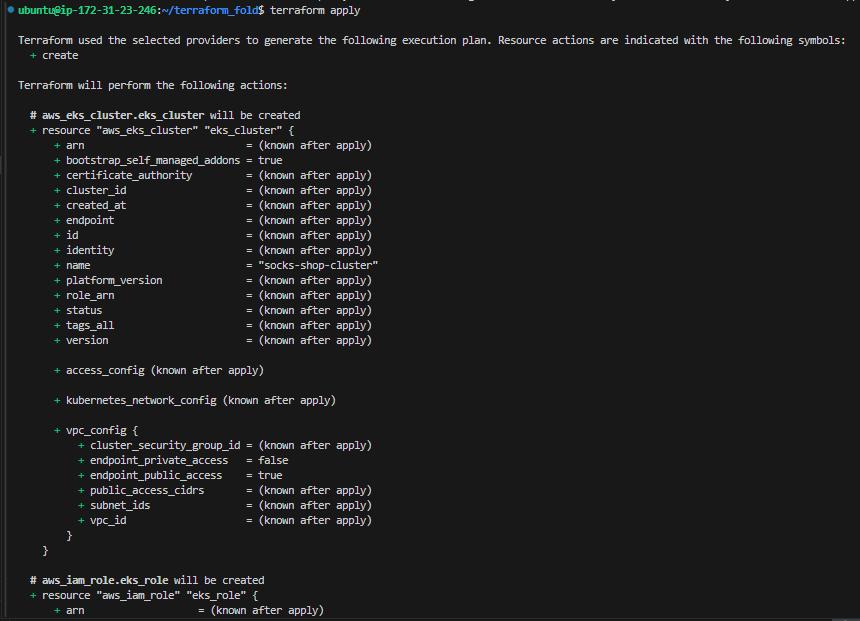 ubuntu@ip-172-31-23-246:~/terraform_fold$ terraform apply
Terraform used the selected providers to generate the following execution plan. Resource actions are indicated with the following symbols:
+ create
Terraform will perform the following actions:
# aws_eks_cluster.eks_cluster will be created
+ resource "aws_eks_cluster" "eks_cluster" {
+ arn = (known after apply)
+ bootstrap_self_managed_addons = true
+ certificate_authority = (known after apply)
+ cluster_id = (known after apply)
+ created_at = (known after apply)
+ endpoint = (known after apply)
+ id = (known after apply)
+ identity = (known after apply)
+ name = "socks-shop-cluster"
+ platform_version = (known after apply)
+ role_arn = (known after apply)
+ status = (known after apply)
+ tags_all = (known after apply)
+ version = (known after apply)
+ access_config (known after apply)
+ kubernetes_network_config (known after apply)
+ vpc_config {
+ cluster_security_group_id = (known after apply)
+ endpoint_private_access = false
+ endpoint_public_access = true
+ public_access_cidrs = (known after apply)
+ subnet_ids = (known after apply)
+ vpc_id = (known after apply)
}
}
# aws_iam_role.eks_role will be created
+ resource "aws_iam_role" "eks_role" {
+ arn = (known after apply)